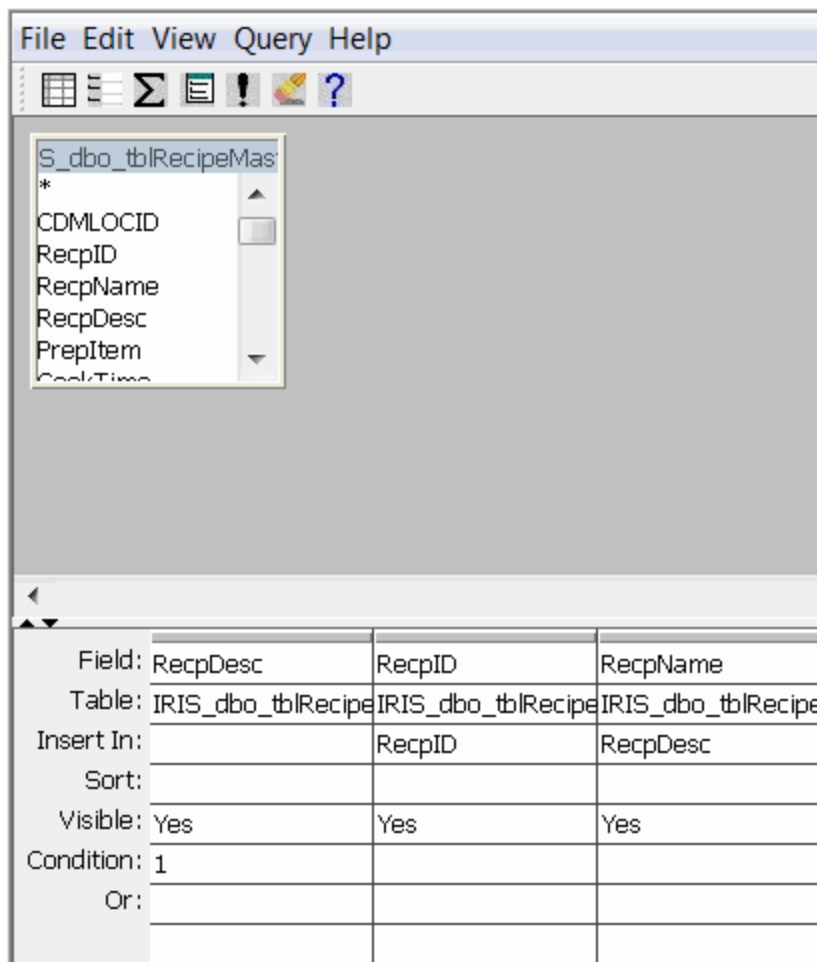 File Edit View Query Help
S_dbo_tblRecipeMas
*
CDMLOCID
RecpID
RecpName
RecpDesc
PrepItem
CookTime
Field: RecpDesc RecpID RecpName
Table: IRIS_dbo_tblRecipe IRIS_dbo_tblRecipe IRIS_dbo_tblRecipe
Insert In: RecpID RecpDesc
Sort:
Visible: Yes Yes Yes
Condition: 1
Or: